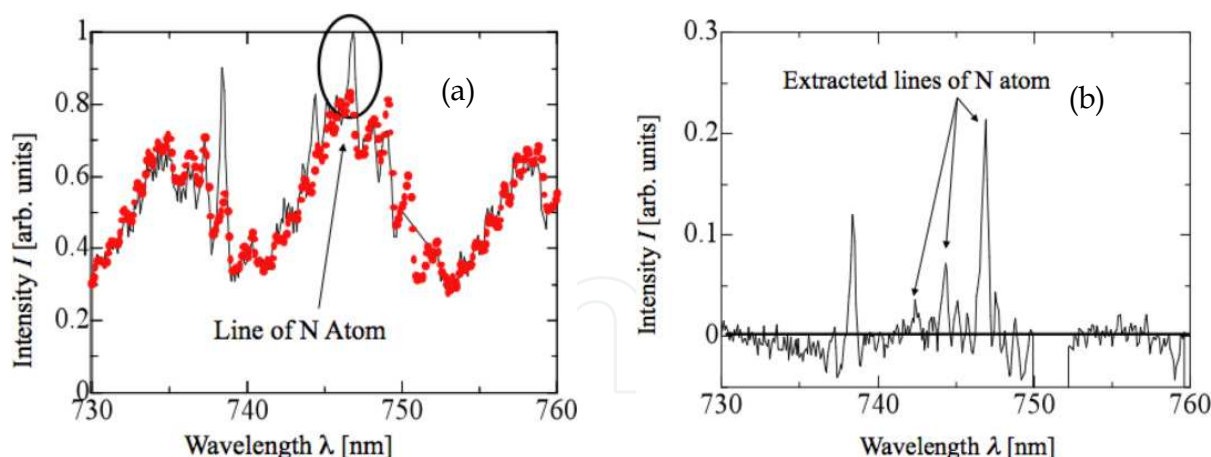 1
0.8
0.6
0.4
0.2
0
Intensity I [arb. units]
(a)
Line of N Atom
730
740
750
760
Wavelength λ [nm]
0.3
0.2
0.1
0
Intensity I [arb. units]
Extractetd lines of N atom
(b)
730
740
750
760
Wavelength λ [nm]